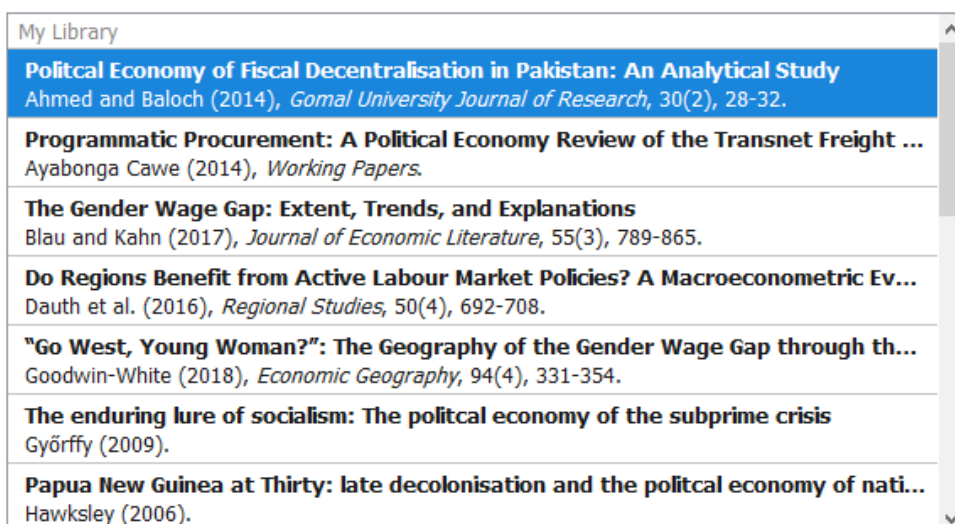 My Library
Politcal Economy of Fiscal Decentralisation in Pakistan: An Analytical Study
Ahmed and Baloch (2014), Gomal University Journal of Research, 30(2), 28-32.
Programmatic Procurement: A Political Economy Review of the Transnet Freight ...
Ayabonga Cawe (2014), Working Papers.
The Gender Wage Gap: Extent, Trends, and Explanations
Blau and Kahn (2017), Journal of Economic Literature, 55(3), 789-865.
Do Regions Benefit from Active Labour Market Policies? A Macroeconometric Ev...
Dauth et al. (2016), Regional Studies, 50(4), 692-708.
“Go West, Young Woman?”: The Geography of the Gender Wage Gap through th...
Goodwin-White (2018), Economic Geography, 94(4), 331-354.
The enduring lure of socialism: The politcal economy of the subprime crisis
Győrffy (2009).
Papua New Guinea at Thirty: late decolonisation and the politcal economy of nati...
Hawksley (2006).